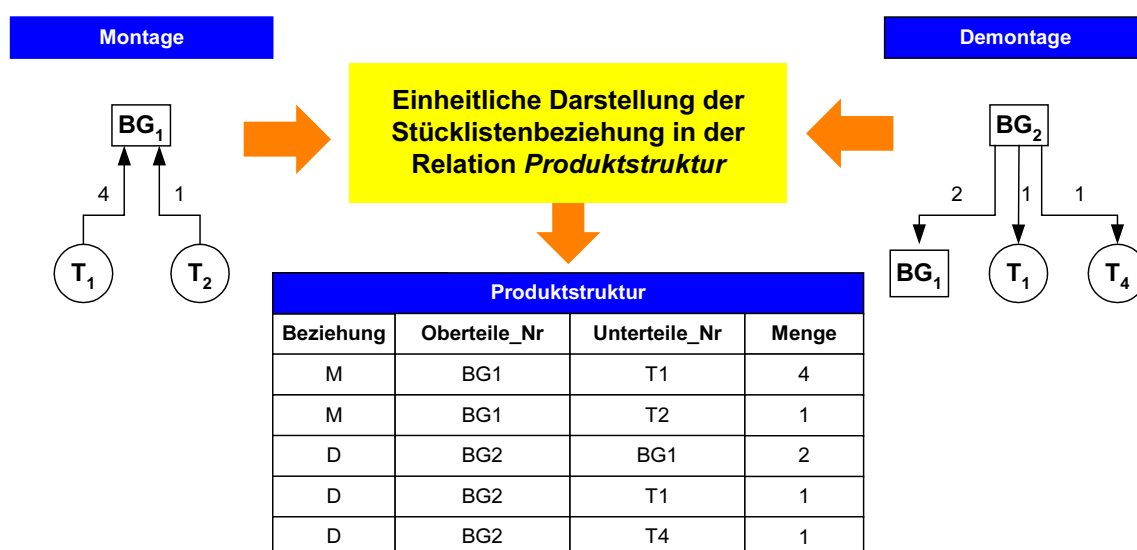 Montage
Demontage
Einheitliche Darstellung der
Stücklistenbeziehung in der
Relation Produktstruktur
BG1
4
1
T1
T2
BG2
2
1
1
BG1
T1
T4
Produktstruktur
Beziehung Oberteile_Nr Unterteile_Nr Menge
M BG1 T1 4
M BG1 T2 1
D BG2 BG1 2
D BG2 T1 1
D BG2 T4 1